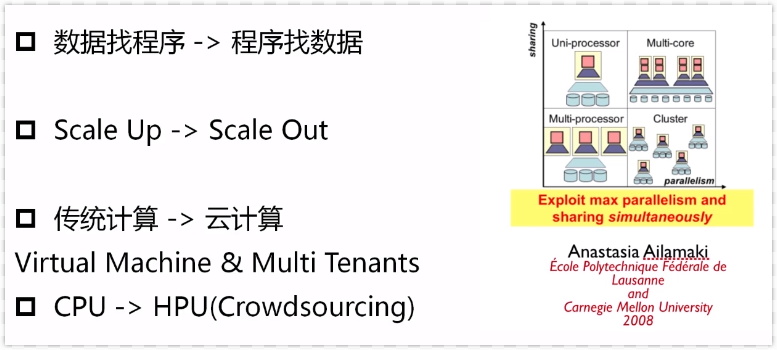 数据找程序 -> 程序找数据
Scale Up -> Scale Out
传统计算 -> 云计算
Virtual Machine & Multi Tenants
CPU -> HPU(Crowdsourcing)
sharing
Uni-processor
Multi-core
Multi-processor
Cluster
parallelism
Exploit max parallelism and
sharing simultaneously
Anastasia Ailamaki
École Polytechnique Fédérale de
Lausanne
and
Carnegie Mellon University
2008